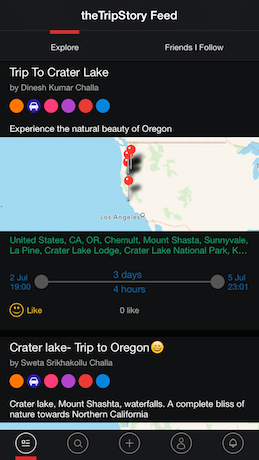 theTripStory Feed
Explore
Friends I Follow
Trip To Crater Lake
by Dinesh Kumar Challa
Experience the natural beauty of Oregon
Los Angeles
United States, CA, OR, Chemult, Mount Shasta, Sunnyvale,
La Pine, Crater Lake Lodge, Crater Lake National Park, K...
2 Jul
19:00
3 days
4 hours
5 Jul
23:01
Like
0 like
Crater lake- Trip to Oregon😄
by Sweta Srikhakollu Challa
Crater lake, Mount Shashta, waterfalls. A complete bliss of
nature towards Northern California